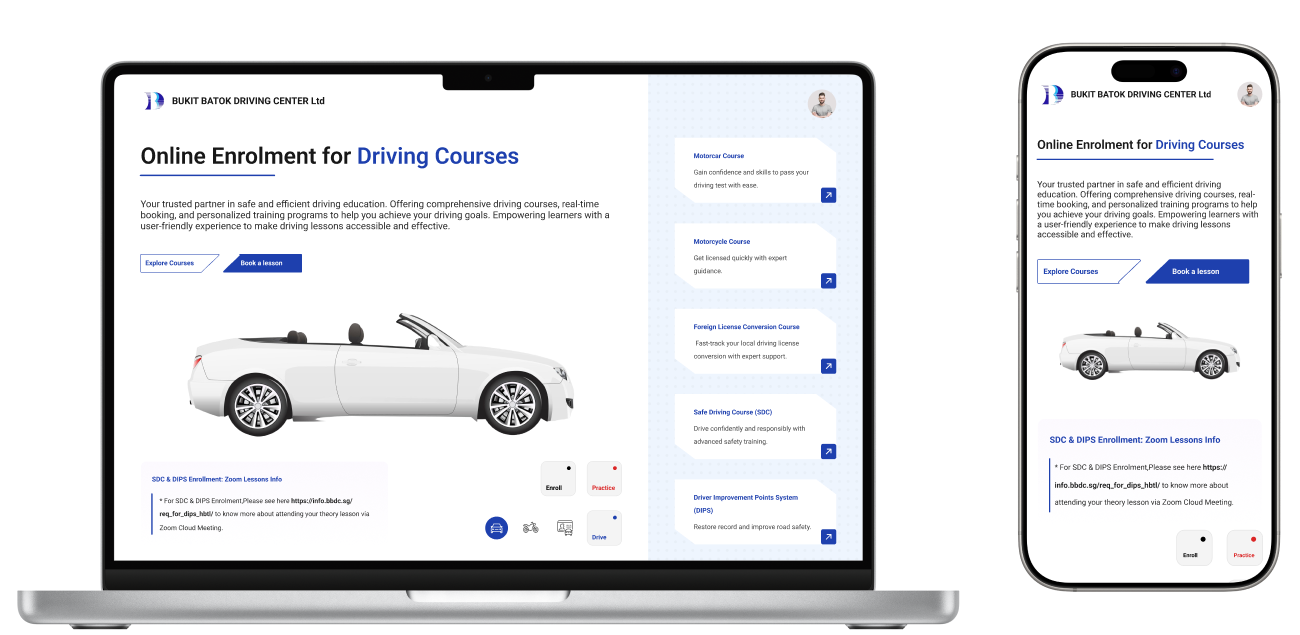 BUKIT BATOK DRIVING CENTER Ltd
Online Enrolment for Driving Courses
Your trusted partner in safe and efficient driving education. Offering comprehensive driving courses, real-time
booking, and personalized training programs to help you achieve your driving goals. Empowering learners with a
user-friendly experience to make driving lessons accessible and effective.
Explore Courses
Book a lesson
SDC & DIPS Enrollment: Zoom Lessons Info
* For SDC & DIPS Enrolment,Please see here https://info.bbdc.sg/
req_for_dips_hbtl/ to know more about attending your theory lesson via
Zoom Cloud Meeting.
Enroll
Practice
Drive
Motorcar Course
Gain confidence and skills to pass your
driving test with ease.
Motorcycle Course
Get licensed quickly with expert
guidance.
Foreign License Conversion Course
Fast-track your local driving license
conversion with expert support.
Safe Driving Course (SDC)
Drive confidently and responsibly with
advanced safety training.
Driver Improvement Points System
(DIPS)
Restore record and improve road safety.
BUKIT BATOK DRIVING CENTER Ltd
Online Enrolment for Driving Courses
Your trusted partner in safe and efficient driving
education. Offering comprehensive driving courses, real-
time booking, and personalized training programs to help
you achieve your driving goals. Empowering learners with
a user-friendly experience to make driving lessons
accessible and effective.
Explore Courses
Book a lesson
SDC & DIPS Enrollment: Zoom Lessons Info
* For SDC & DIPS Enrolment,Please see here https://
info.bbdc.sg/req_for_dips_hbtl/ to know more about
attending your theory lesson via Zoom Cloud Meeting.
Enroll
Practice